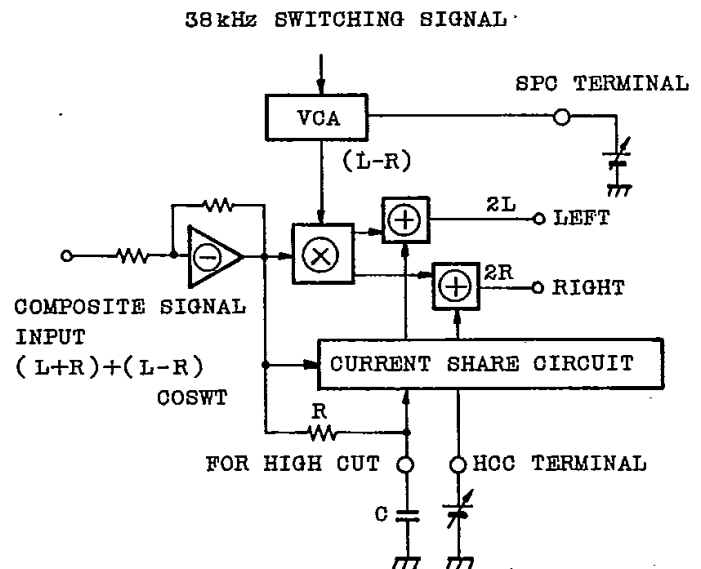 38kHz SWITCHING SIGNAL
SPC TERMINAL
VCA
(L-R)
2L
LEFT
2R
RIGHT
COMPOSITE SIGNAL
INPUT
(L+R)+(L-R)
COSWT
CURRENT SHARE CIRCUIT
R
FOR HIGH CUT
HCC TERMINAL
C